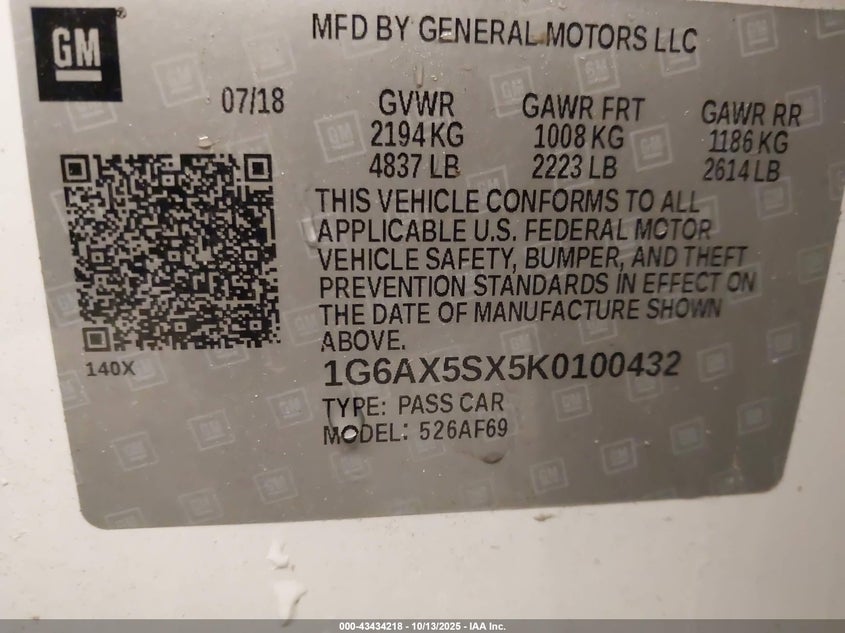 GM
MFD BY GENERAL MOTORS LLC
07/18
GVWR
2194 KG
4837 LB
GAWR FRT
1008 KG
2223 LB
GAWR RR
1186 KG
2614 LB
THIS VEHICLE CONFORMS TO ALL
APPLICABLE U.S. FEDERAL MOTOR
VEHICLE SAFETY, BUMPER, AND THEFT
PREVENTION STANDARDS IN EFFECT ON
THE DATE OF MANUFACTURE SHOWN
ABOVE.
140X
1G6AX5SX5K0100432
TYPE: PASS CAR
MODEL: 526AF69
000-43434218 - 10/13/2025 - IAA Inc.